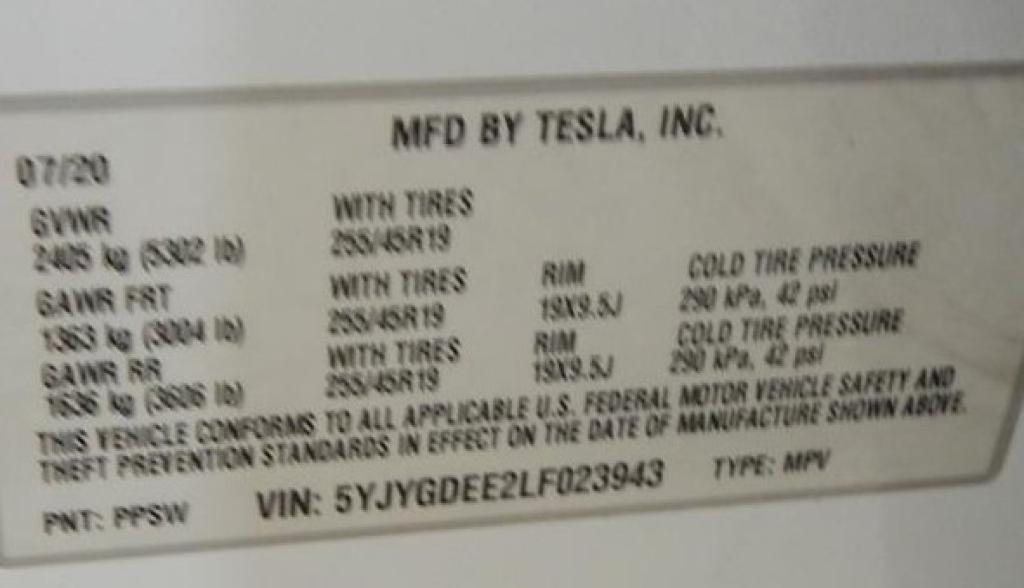 MFD BY TESLA, INC.
07/20
GVWR WITH TIRES
2405 kg (5302 lb) 255/45R19
GAWR FRT WITH TIRES RIM COLD TIRE PRESSURE
1363 kg (3004 lb) 255/45R19 19X9.5J 290 kPa, 42 psi
GAWR RR WITH TIRES RIM COLD TIRE PRESSURE
1636 kg (3606 lb) 255/45R19 19X9.5J 290 kPa, 42 psi
THIS VEHICLE CONFORMS TO ALL APPLICABLE U.S. FEDERAL MOTOR VEHICLE SAFETY AND
THEFT PREVENTION STANDARDS IN EFFECT ON THE DATE OF MANUFACTURE SHOWN ABOVE.
PNT: PPSW VIN: 5YJYGDEE2LF023943 TYPE: MPV